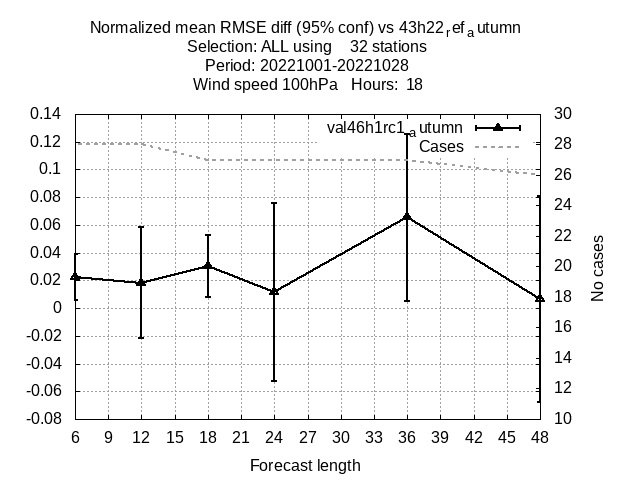 Normalized mean RMSE diff (95% conf) vs 43h22ref autumn
Selection: ALL using 32 stations
Period: 20221001-20221028
Wind speed 100hPa Hours: 18
val46h1rc1autumn
Cases
0.14
0.12
0.1
0.08
0.06
0.04
0.02
0
-0.02
-0.04
-0.06
-0.08
30
28
26
24
22
20
18
16
14
12
10
No cases
6 9 12 15 18 21 24 27 30 33 36 39 42 45 48
Forecast length